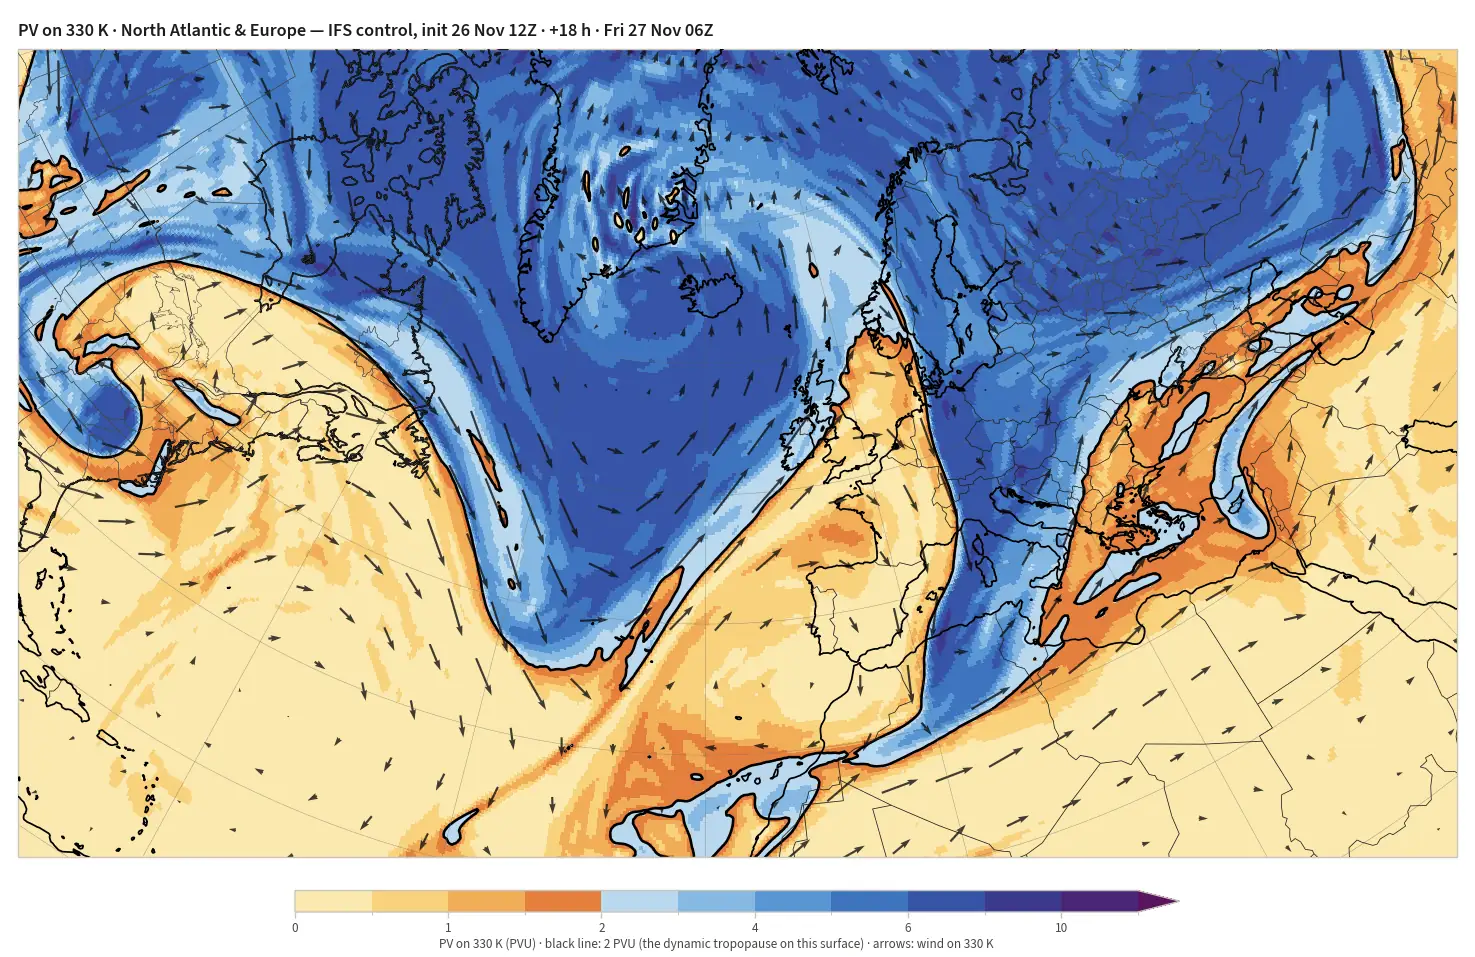 PV on 330 K · North Atlantic & Europe — IFS control, init 26 Nov 12Z · +18 h · Fri 27 Nov 06Z
0 1 2 4 6 10
PV on 330 K (PVU) · black line: 2 PVU (the dynamic tropopause on this surface) · arrows: wind on 330 K